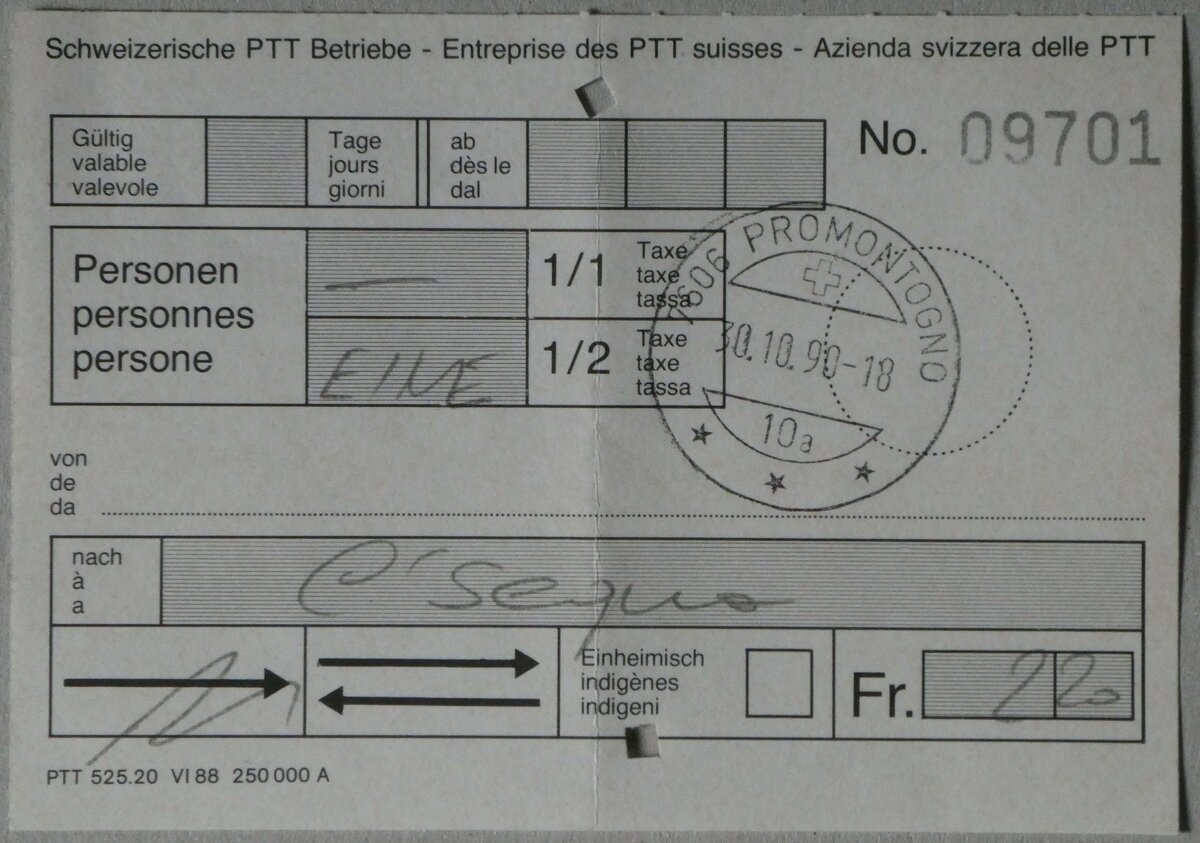 Schweizerische PTT Betriebe - Entreprise des PTT suisses - Azienda svizzera delle PTT
Gültig
valable
valevole
Tage
jours
giorni
ab
dès le
dal
No. 09701
Personen
personnes
persone
—
1/1
Taxe
taxe
tassa
EINE
1/2
Taxe
taxe
tassa
7606 PROMONTOGNO
30.10.90-18
10a
von
de
da
nach
à
a
C'Segna
Einheimisch
indigènes
indigeni
Fr. 2 20
PTT 525.20 VI 88 250 000 A